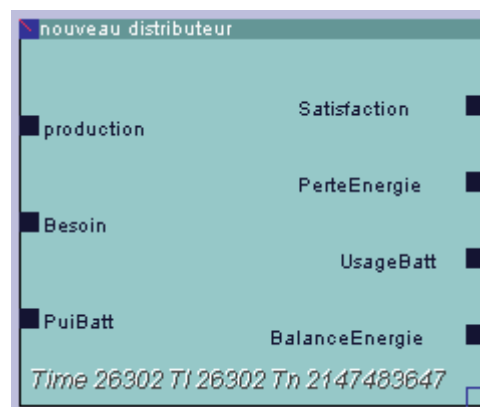 nouveau distributeur
Satisfaction
production
PerteEnergie
Besoin
UsageBatt
PuiBatt
BalanceEnergie
Time 26302 Tl 26302 Tn 2147483647